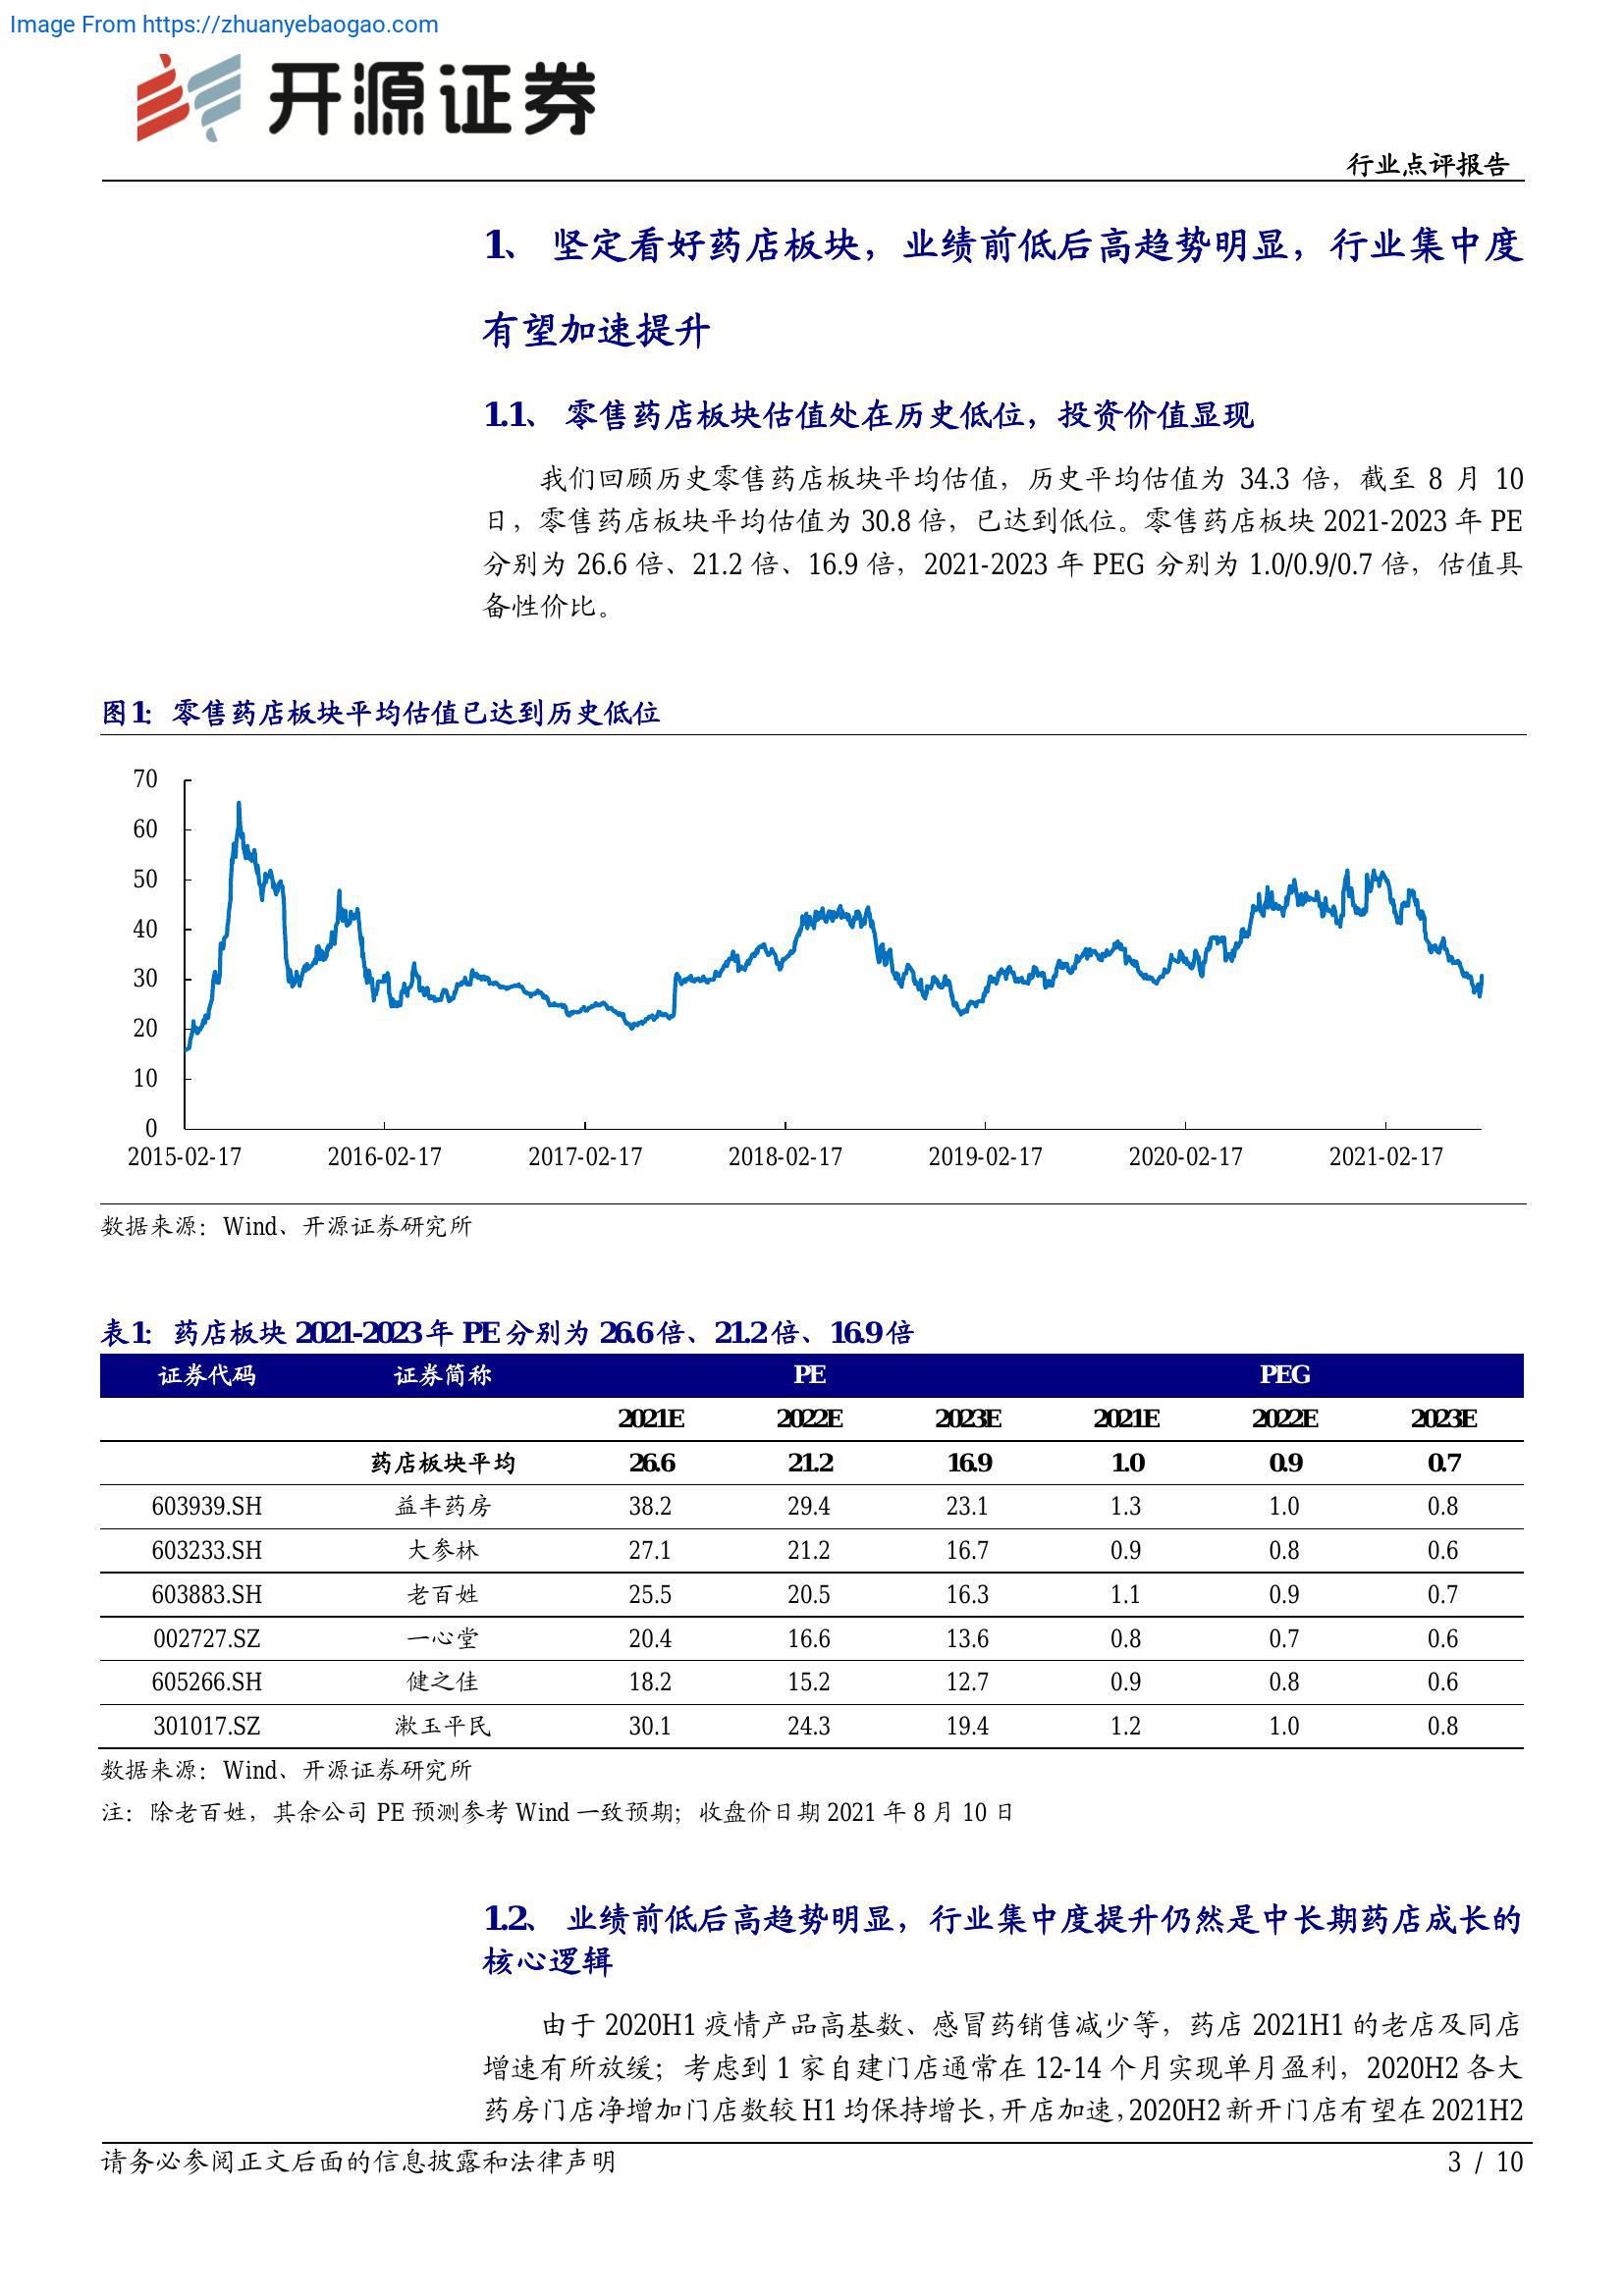 Image From https://zhuanyebaogao.com
开源证券
行业点评报告
1、 坚定看好药店板块，业绩前低后高趋势明显，行业集中度
有望加速提升
1.1、 零售药店板块估值处在历史低位，投资价值显现
我们回顾历史零售药店板块平均估值，历史平均估值为 34.3 倍，截至 8 月 10
日，零售药店板块平均估值为 30.8 倍，已达到低位。零售药店板块 2021-2023 年 PE
分别为 26.6 倍、21.2 倍、16.9 倍，2021-2023 年 PEG 分别为 1.0/0.9/0.7 倍，估值具
备性价比。
图1：零售药店板块平均估值已达到历史低位
70
60
50
40
30
20
10
0
2015-02-17 2016-02-17 2017-02-17 2018-02-17 2019-02-17 2020-02-17 2021-02-17
数据来源：Wind、开源证券研究所
表1：药店板块 2021-2023 年 PE 分别为 26.6 倍、21.2 倍、16.9 倍
证券代码 证券简称 PE PEG
2021E 2022E 2023E 2021E 2022E 2023E
药店板块平均 26.6 21.2 16.9 1.0 0.9 0.7
603939.SH 益丰药房 38.2 29.4 23.1 1.3 1.0 0.8
603233.SH 大参林 27.1 21.2 16.7 0.9 0.8 0.6
603883.SH 老百姓 25.5 20.5 16.3 1.1 0.9 0.7
002727.SZ 一心堂 20.4 16.6 13.6 0.8 0.7 0.6
605266.SH 健之佳 18.2 15.2 12.7 0.9 0.8 0.6
301017.SZ 漱玉平民 30.1 24.3 19.4 1.2 1.0 0.8
数据来源：Wind、开源证券研究所
注：除老百姓，其余公司 PE 预测参考 Wind 一致预期；收盘价日期 2021 年 8 月 10 日
1.2、 业绩前低后高趋势明显，行业集中度提升仍然是中长期药店成长的
核心逻辑
由于 2020H1 疫情产品高基数、感冒药销售减少等，药店 2021H1 的老店及同店
增速有所放缓；考虑到 1 家自建门店通常在 12-14 个月实现单月盈利，2020H2 各大
药房门店净增加门店数较 H1 均保持增长，开店加速，2020H2 新开门店有望在 2021H2
请务必参阅正文后面的信息披露和法律声明
3 / 10